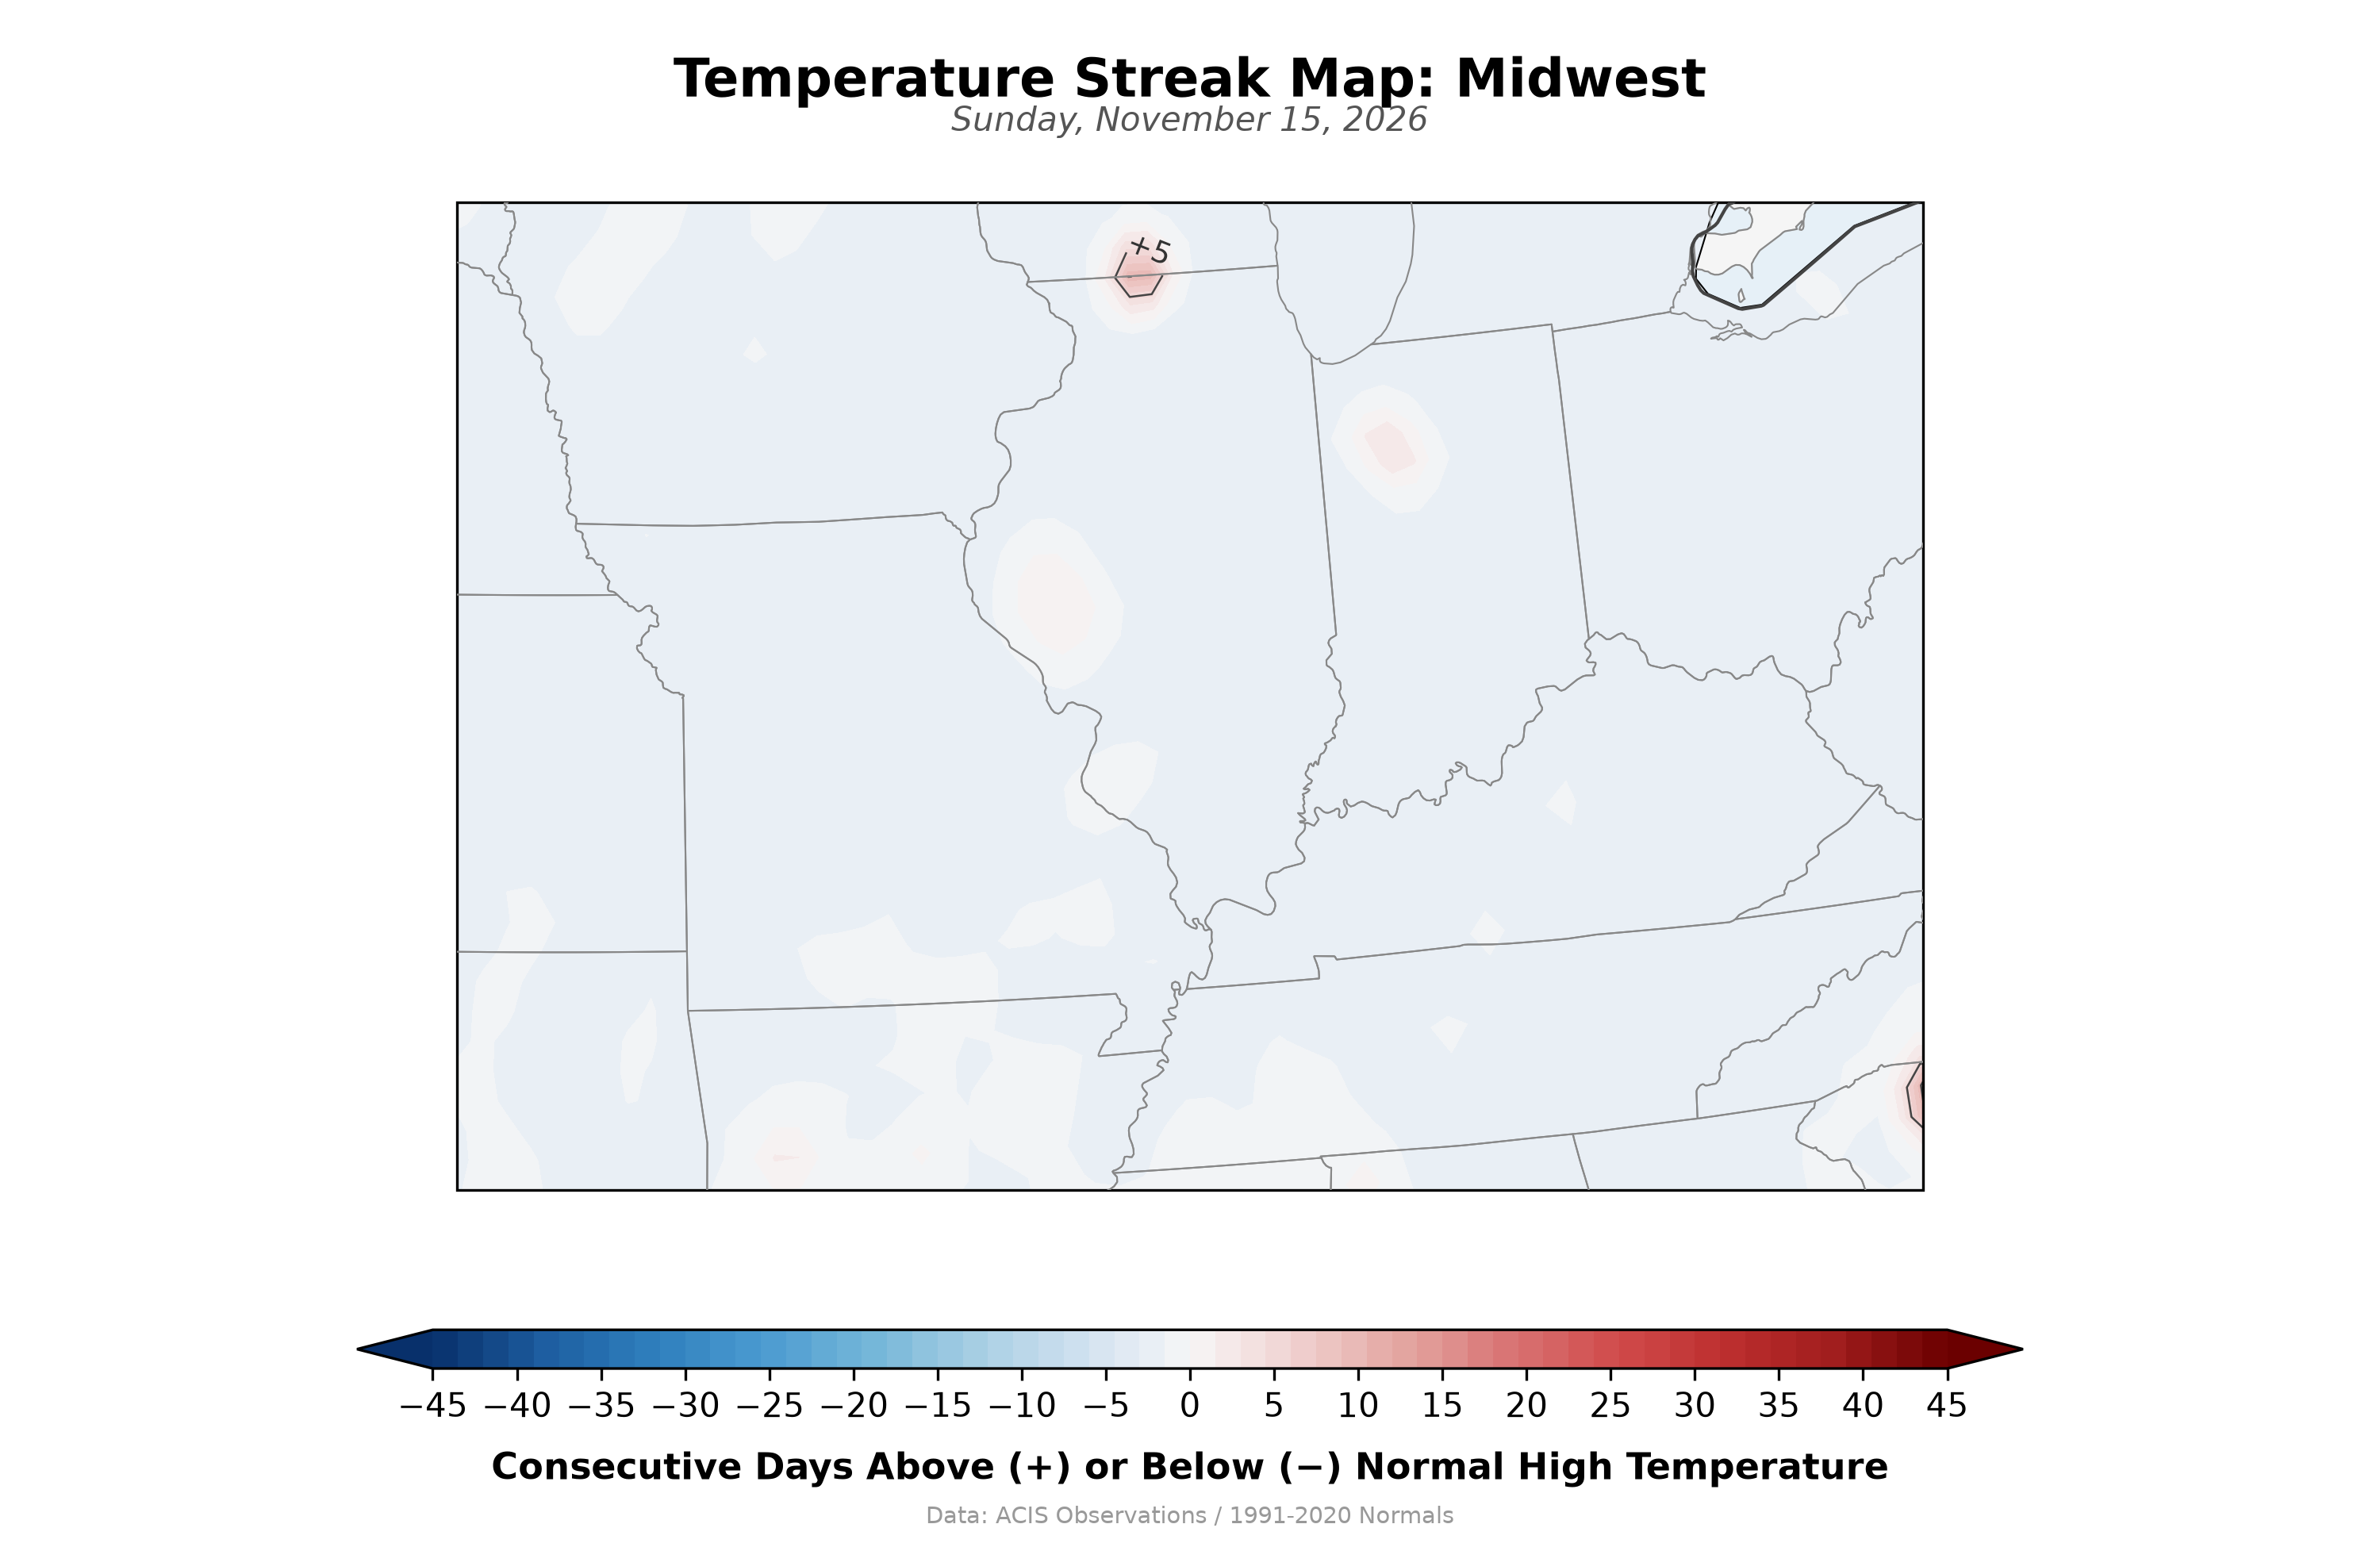 Temperature Streak Map: Midwest
Sunday, November 15, 2026
+5
−45 −40 −35 −30 −25 −20 −15 −10 −5 0 5 10 15 20 25 30 35 40 45
Consecutive Days Above (+) or Below (−) Normal High Temperature
Data: ACIS Observations / 1991-2020 Normals